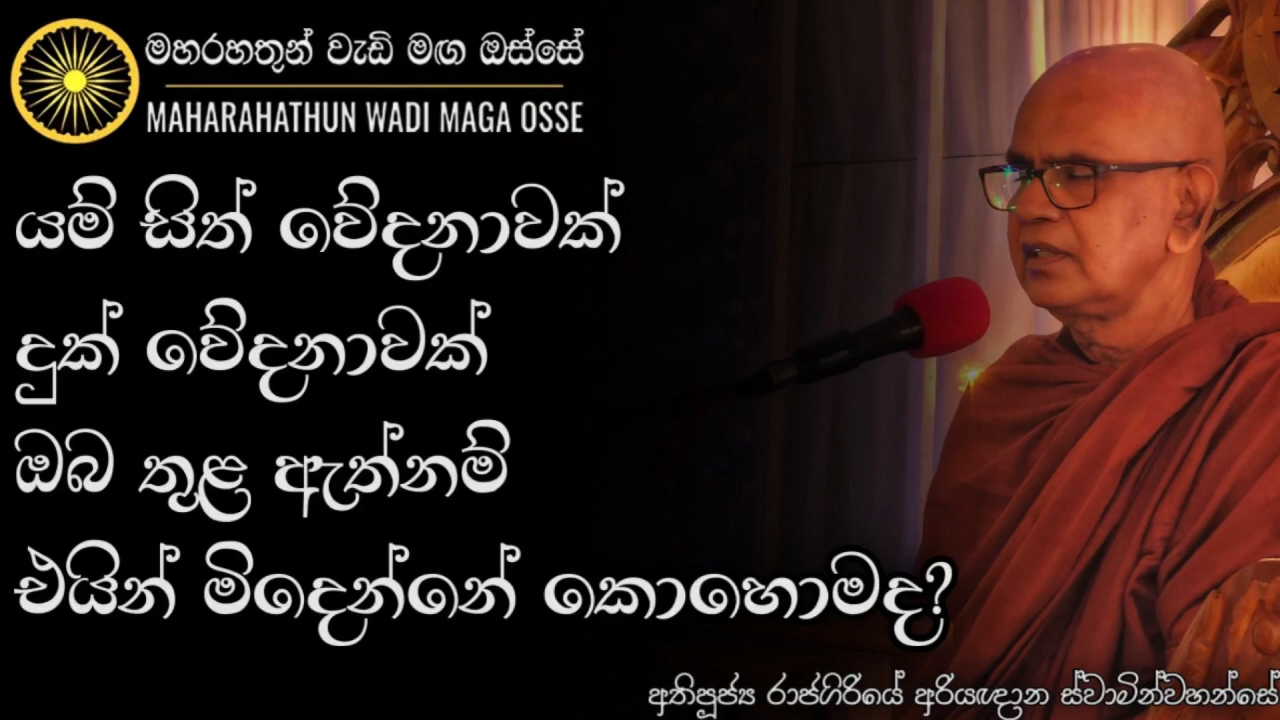 මහරහතුන් වැඩි මඟ ඔස්සේ
MAHARAHATHUN WADI MAGA OSSE
යම් සිත් වේදනාවක්
දුක් වේදනාවක්
ඔබ තුළ ඇත්නම්
එයින් මිදෙන්නේ කොහොමද?
අතිපූජ්‍ය රාජගිරියේ අරියඥාන ස්වාමින්වහන්සේ